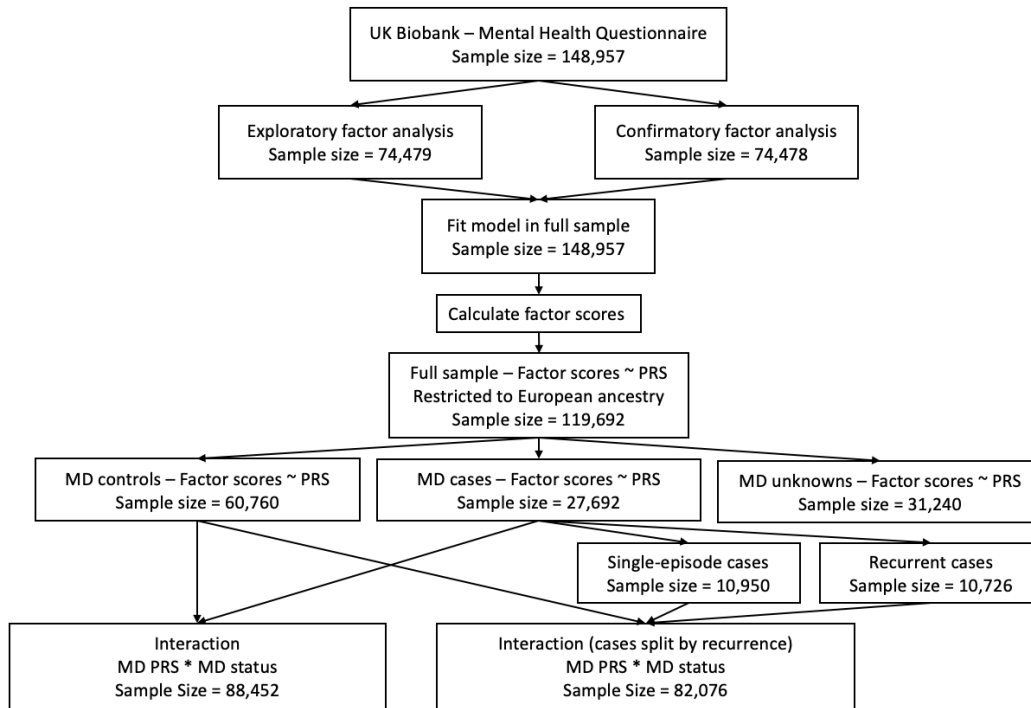 UK Biobank – Mental Health Questionnaire
Sample size = 148,957
Exploratory factor analysis
Sample size = 74,479
Confirmatory factor analysis
Sample size = 74,478
Fit model in full sample
Sample size = 148,957
Calculate factor scores
Full sample – Factor scores ~ PRS
Restricted to European ancestry
Sample size = 119,692
MD controls – Factor scores ~ PRS
Sample size = 60,760
MD cases – Factor scores ~ PRS
Sample size = 27,692
MD unknowns – Factor scores ~ PRS
Sample size = 31,240
Single-episode cases
Sample size = 10,950
Recurrent cases
Sample size = 10,726
Interaction
MD PRS * MD status
Sample Size = 88,452
Interaction (cases split by recurrence)
MD PRS * MD status
Sample Size = 82,076